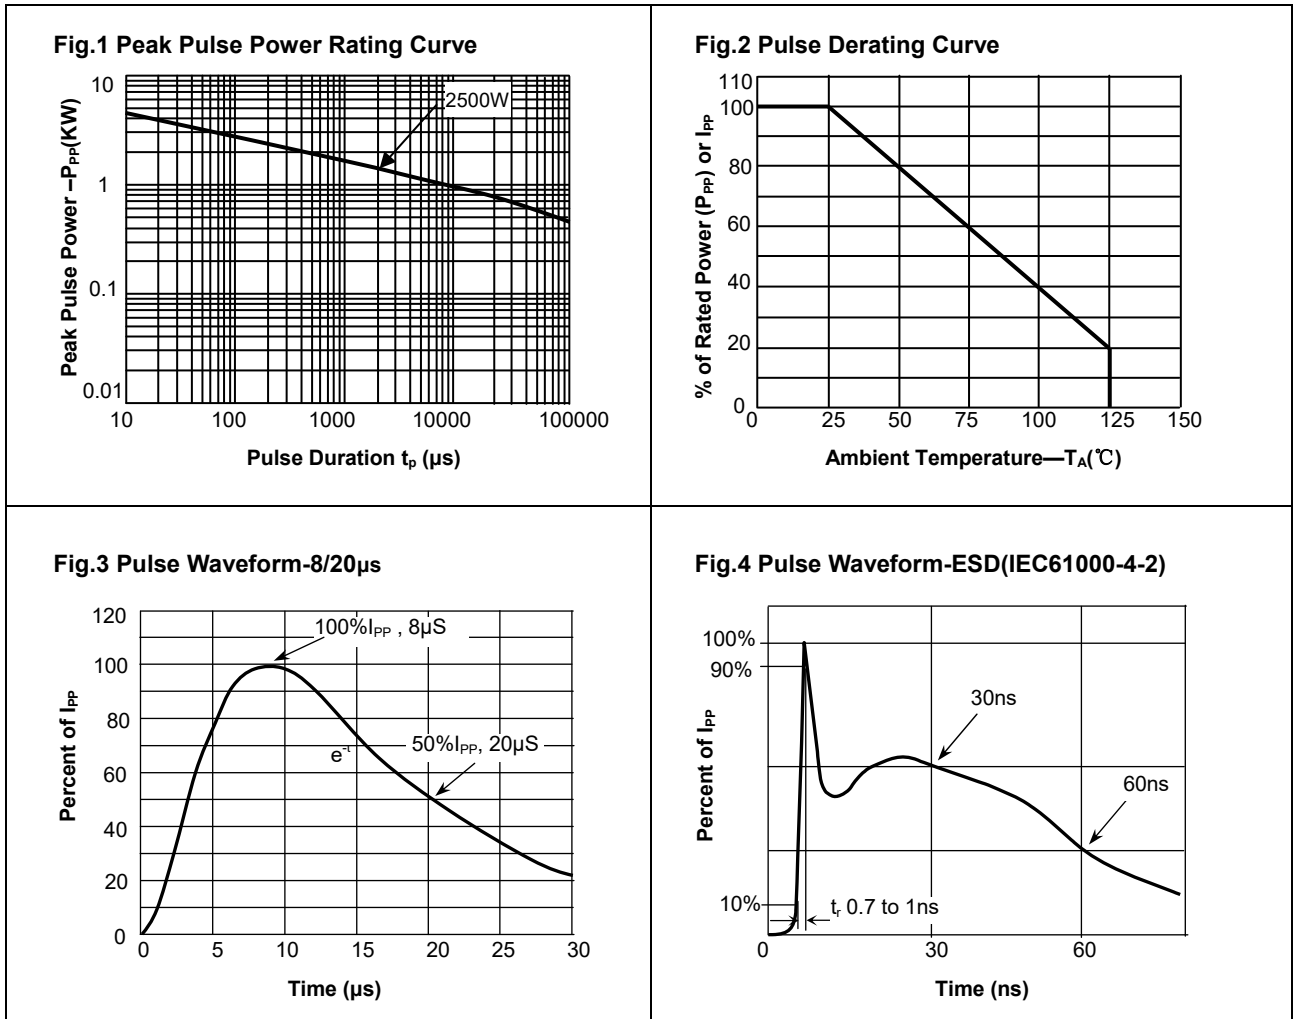 Fig.1 Peak Pulse Power Rating Curve
Peak Pulse Power –PPP(KW)
10
1
0.1
0.01
2500W
10 100 1000 10000 100000
Pulse Duration tp (µs)
Fig.2 Pulse Derating Curve
% of Rated Power (PPP) or IPP
110
100
80
60
40
20
0
25 50 75 100 125 150
Ambient Temperature—TA(℃)
Fig.3 Pulse Waveform-8/20µs
Percent of IPP
120
100
80
60
40
20
0
100%IPP , 8µS
e-t
50%IPP, 20µS
0 5 10 15 20 25 30
Time (µs)
Fig.4 Pulse Waveform-ESD(IEC61000-4-2)
Percent of IPP
100%
90%
10%
30ns
60ns
tr 0.7 to 1ns
0 30 60
Time (ns)